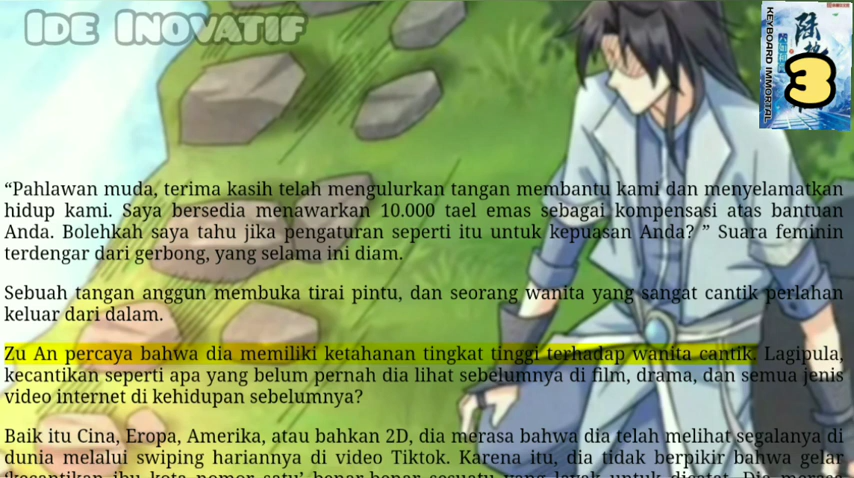 IDE INOVATIF
KEYBOARD IMMORTAL
3
“Pahlawan muda, terima kasih telah mengulurkan tangan membantu kami dan menyelamatkan
hidup kami. Saya bersedia menawarkan 10.000 tael emas sebagai kompensasi atas bantuan
Anda. Bolehkah saya tahu jika pengaturan seperti itu untuk kepuasan Anda? ” Suara feminin
terdengar dari gerbong, yang selama ini diam.
Sebuah tangan anggun membuka tirai pintu, dan seorang wanita yang sangat cantik perlahan
keluar dari dalam.
Zu An percaya bahwa dia memiliki ketahanan tingkat tinggi terhadap wanita cantik. Lagipula,
kecantikan seperti apa yang belum pernah dia lihat sebelumnya di film, drama, dan semua jenis
video internet di kehidupan sebelumnya?
Baik itu Cina, Eropa, Amerika, atau bahkan 2D, dia merasa bahwa dia telah melihat segalanya di
dunia melalui swiping hariannya di video Tiktok. Karena itu, dia tidak berpikir bahwa gelar